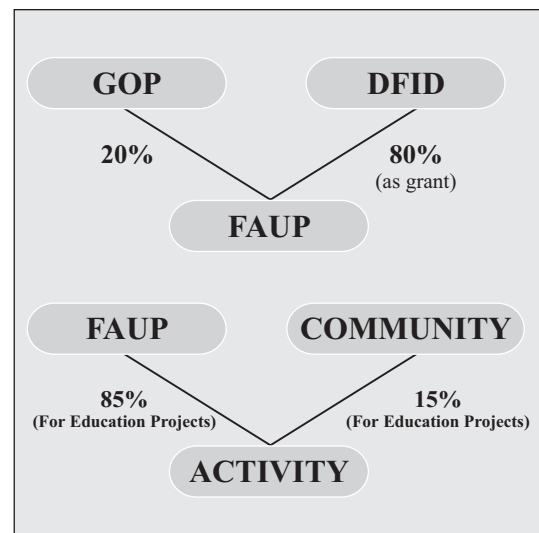 GOP
DFID
20%
80%
(as grant)
FAUP
FAUP
COMMUNITY
85%
(For Education Projects)
15%
(For Education Projects)
ACTIVITY